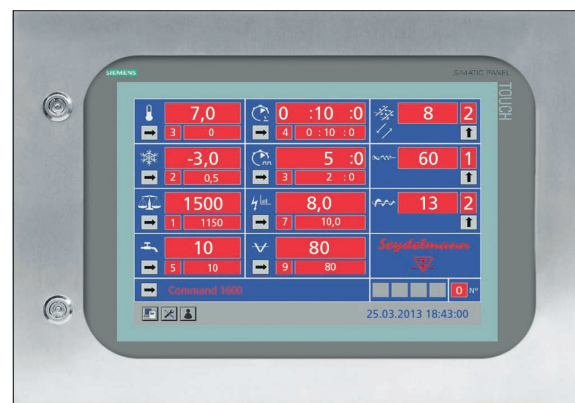 SIEMENS
SIMATIC PANEL
TOUCH
7,0 0 :10 :0 8 2
3 0 4 0 :10 :0
-3,0 5 :0 60 1
2 0,5 3 2 :0
1500 8,0 13 2
1 1150 7 10,0
10 80 Seydelmann
5 10 9 80
Command 1600 0 N°
25.03.2013 18:43:00